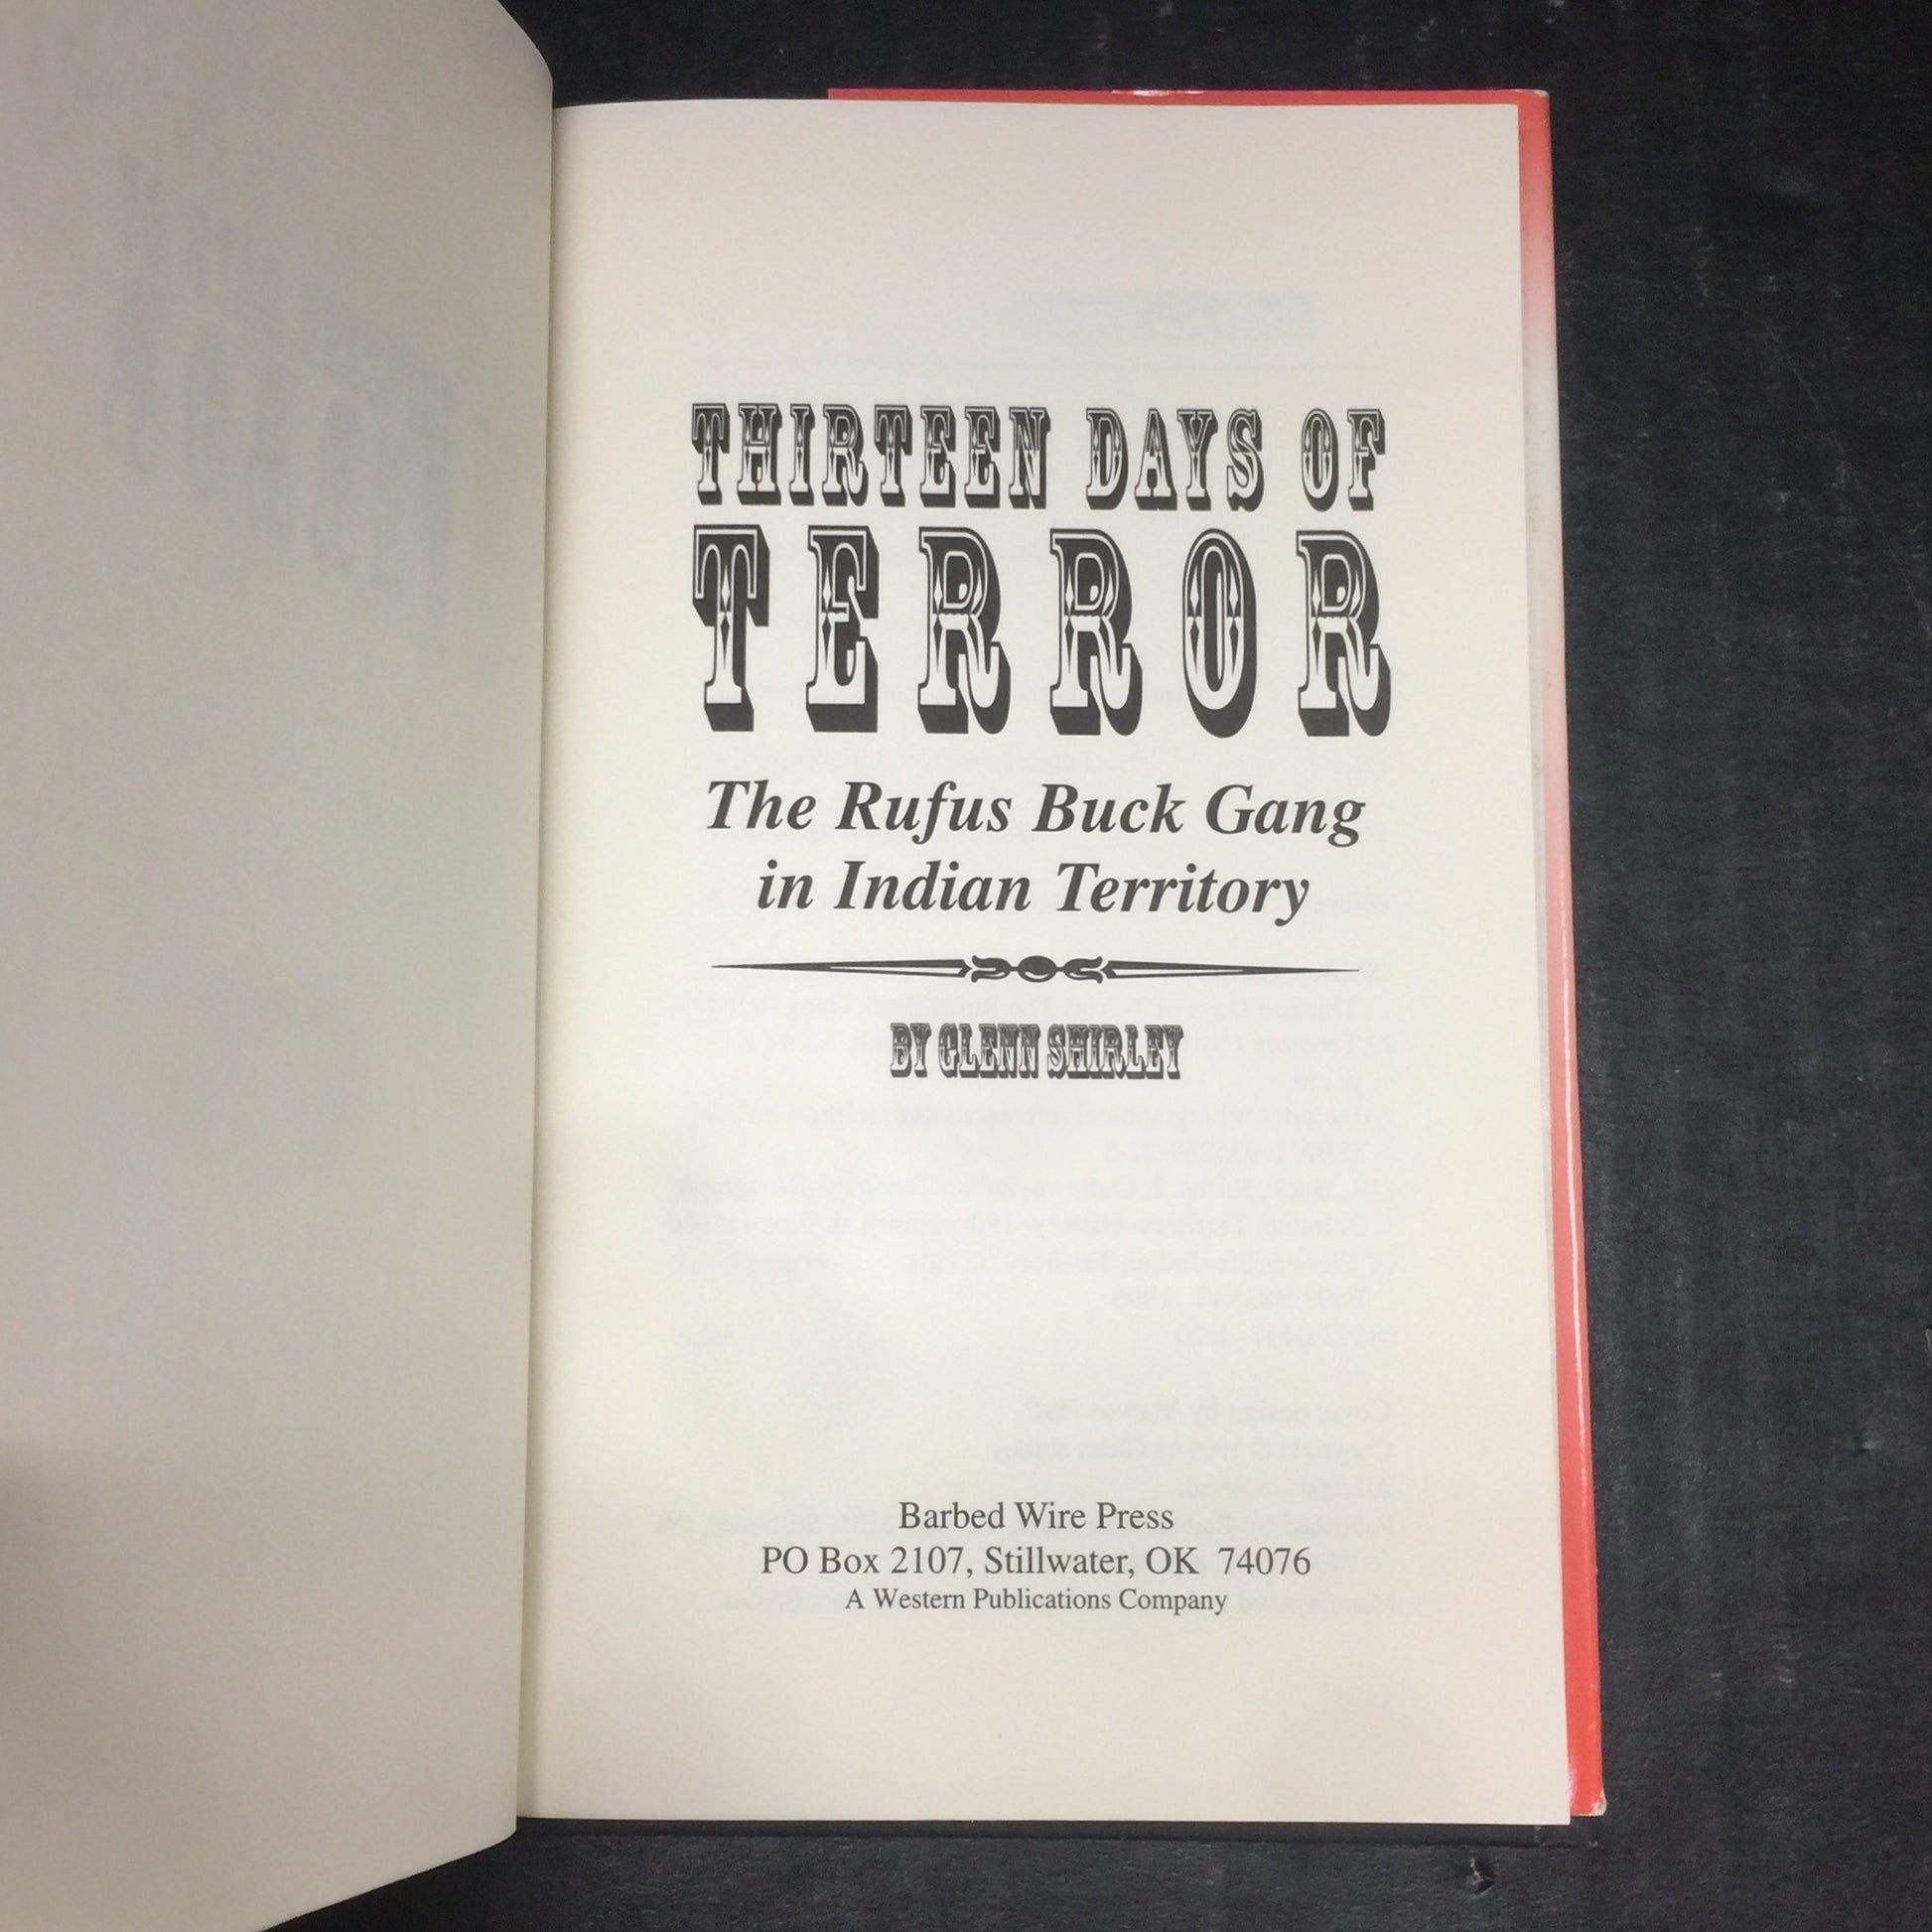 THIRTEEN DAYS OF
TERROR
The Rufus Buck Gang
in Indian Territory
BY GLENN SHIRLEY
Barbed Wire Press
PO Box 2107, Stillwater, OK 74076
A Western Publications Company